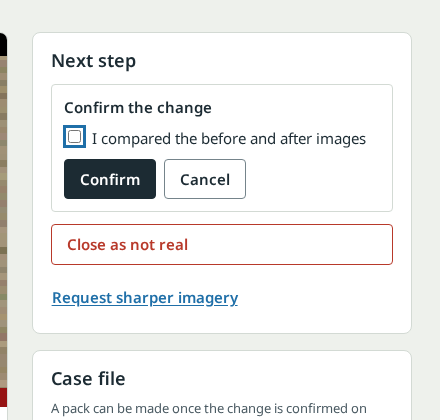 Next step
Confirm the change
I compared the before and after images
Confirm
Cancel
Close as not real
Request sharper imagery
Case file
A pack can be made once the change is confirmed on